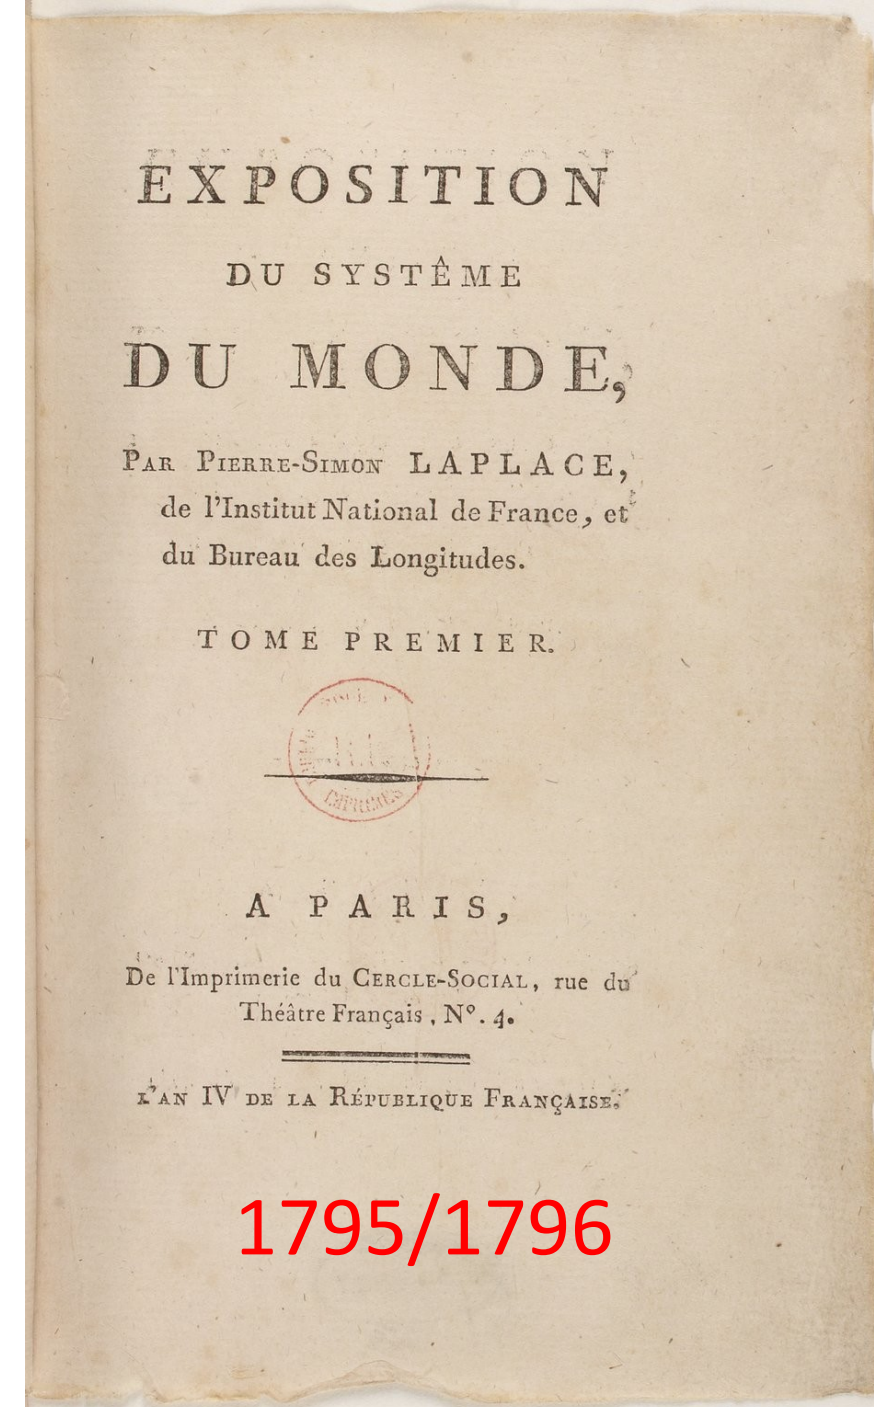 EXPOSITION
DU SYSTÊME
DU MONDE,
PAR PIERRE-SIMON LAPLACE,
de l'Institut National de France, et
du Bureau des Longitudes.
TOME PREMIER.
A PARIS,
De l'Imprimerie du CERCLE-SOCIAL, rue du
Théâtre Français, Nº. 4.
L'AN IV DE LA RÉPUBLIQUE FRANÇAISE.
1795/1796